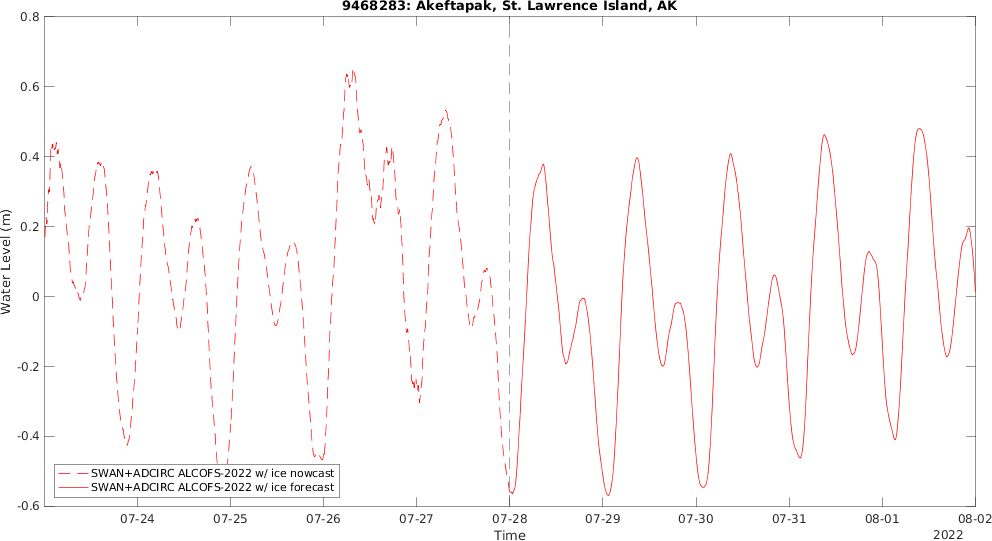 9468283: Akeftapak, St. Lawrence Island, AK
0.8
0.6
0.4
0.2
0
-0.2
-0.4
-0.6
Water Level (m)
SWAN+ADCIRC ALCOFS-2022 w/ ice nowcast
SWAN+ADCIRC ALCOFS-2022 w/ ice forecast
07-24 07-25 07-26 07-27 07-28 07-29 07-30 07-31 08-01 08-02
Time
2022